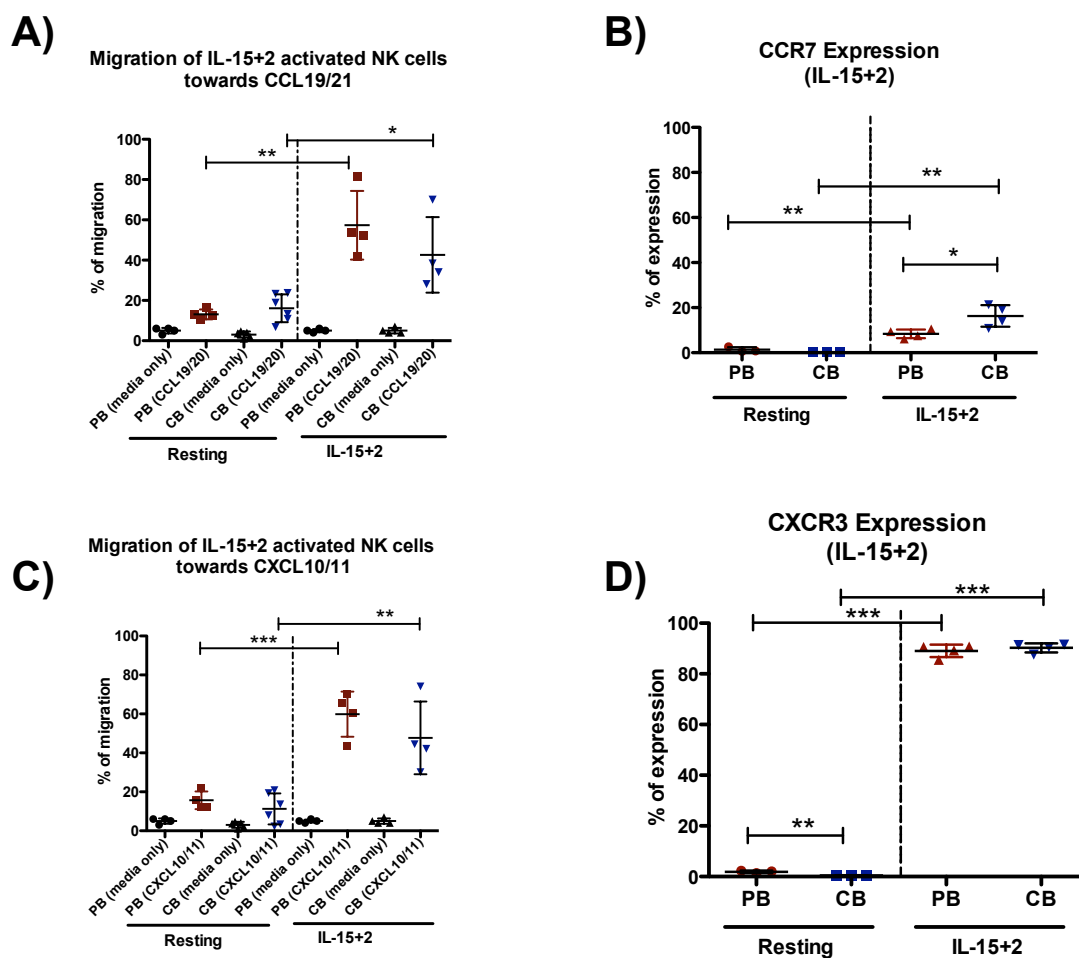 A)
Migration of IL-15+2 activated NK cells
towards CCL19/21
% of migration
100
80
60
40
20
0
**
*
PB (media only)
PB (CCL19/20)
CB (media only)
CB (CCL19/20)
PB (media only)
PB (CCL19/20)
CB (media only)
CB (CCL19/20)
Resting
IL-15+2
B)
CCR7 Expression
(IL-15+2)
% of expression
100
80
60
40
20
0
**
**
*
PB
CB
PB
CB
Resting
IL-15+2
C)
Migration of IL-15+2 activated NK cells
towards CXCL10/11
% of migration
100
80
60
40
20
0
***
**
PB (media only)
PB (CXCL10/11)
CB (media only)
CB (CXCL10/11)
PB (media only)
PB (CXCL10/11)
CB (media only)
CB (CXCL10/11)
Resting
IL-15+2
D)
CXCR3 Expression
(IL-15+2)
% of expression
100
80
60
40
20
0
***
***
**
PB
CB
PB
CB
Resting
IL-15+2